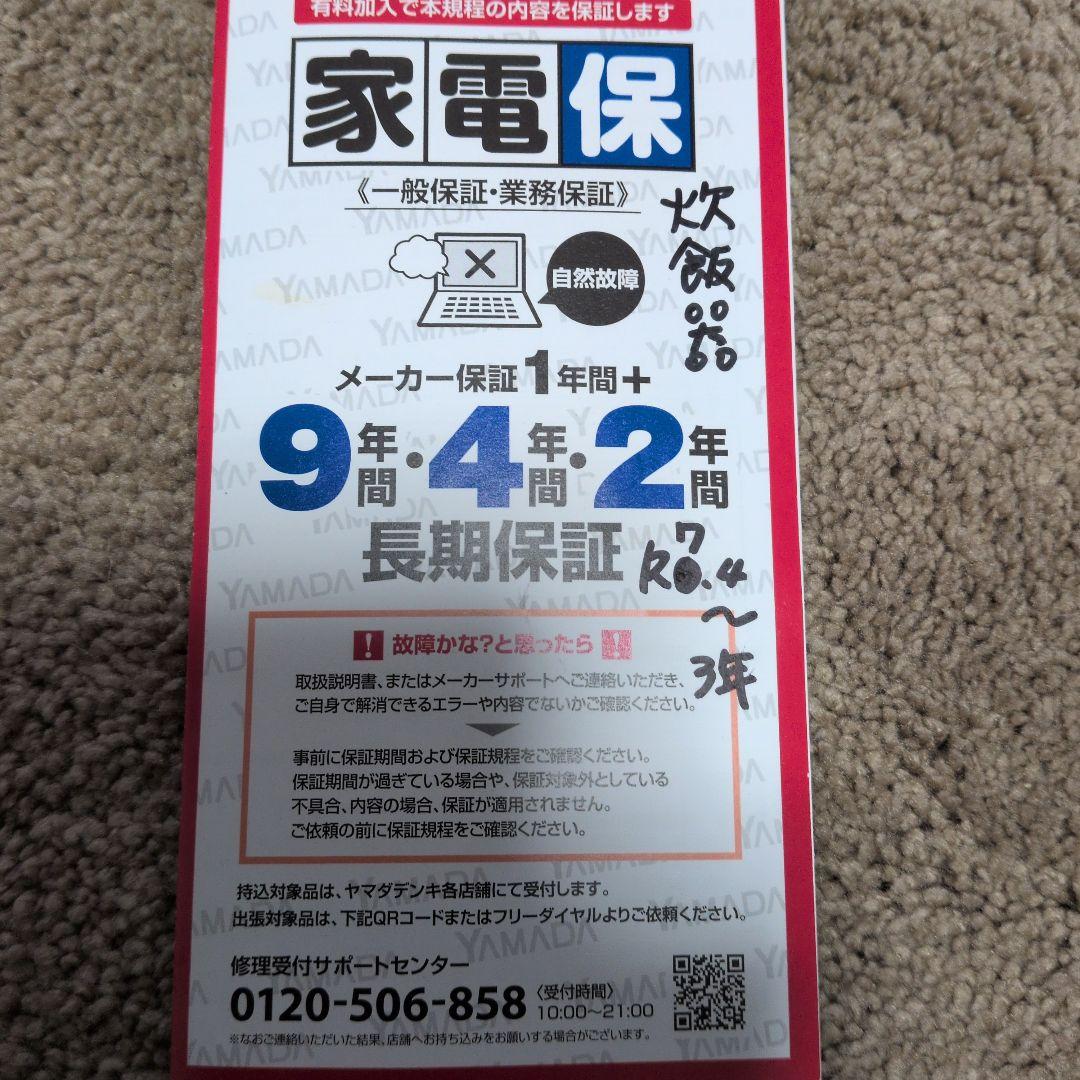 有料加入で本規程の内容を保証します
家電保
《一般保証・業務保証》
自然故障
炊飯器
メーカー保証1年間＋
9年間・4年間・2年間
長期保証
R7.4
〜
3年
故障かな?と思ったら
取扱説明書、またはメーカーサポートへご連絡いただき、
ご自身で解消できるエラーや内容でないかご確認ください。
事前に保証期間および保証規程をご確認ください。
保証期間が過ぎている場合や、保証対象外としている
不具合、内容の場合、保証が適用されません。
ご依頼の前に保証規程をご確認ください。
持込対象品は、ヤマダデンキ各店舗にて受付します。
出張対象品は、下記QRコードまたはフリーダイヤルよりご依頼ください。
修理受付サポートセンター
0120-506-858 〈受付時間〉 10:00〜21:00
※なおご連絡いただいた結果、店舗へお持ち込みをお願いする場合がございます。